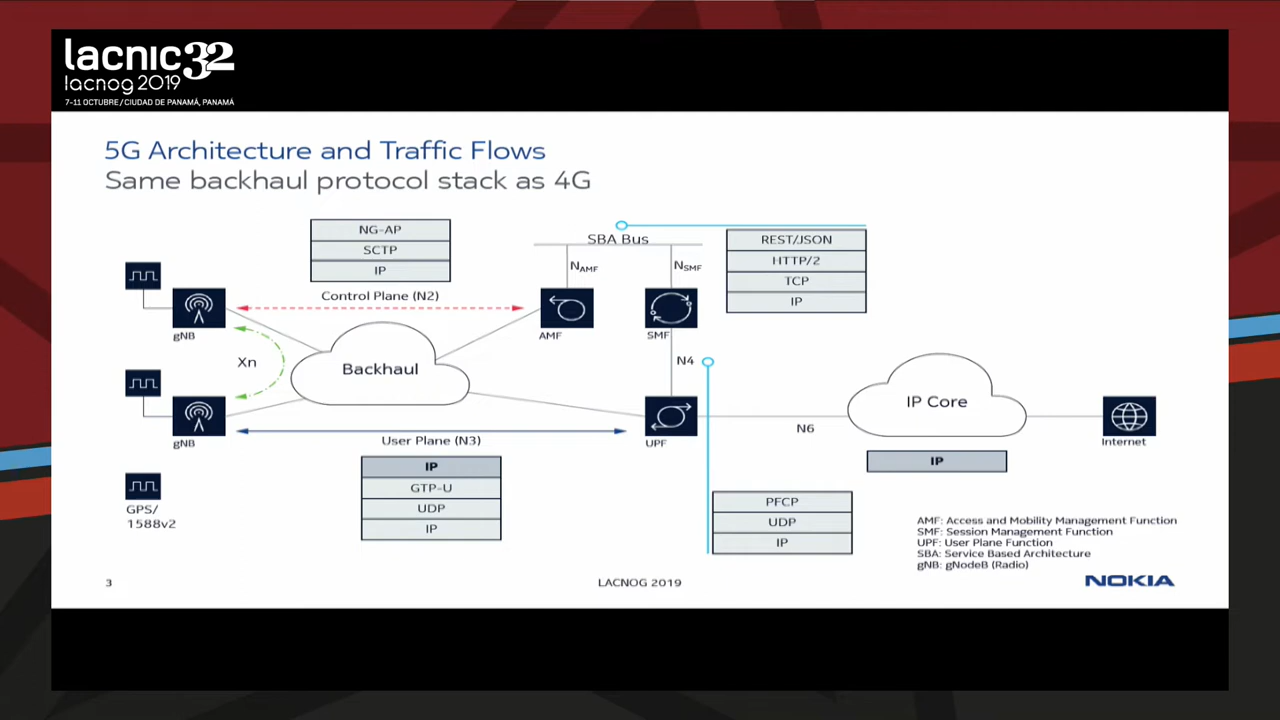 lacnic32
lacnog 2019
7-11 OCTUBRE / CIUDAD DE PANAMÁ, PANAMÁ
5G Architecture and Traffic Flows
Same backhaul protocol stack as 4G
NG-AP
SCTP
IP
Control Plane (N2)
SBA Bus
NAMF
NSMF
REST/JSON
HTTP/2
TCP
IP
gNB
AMF
SMF
Xn
Backhaul
N4
IP Core
gNB
User Plane (N3)
UPF
N6
Internet
IP
GTP-U
UDP
IP
IP
GPS/
1588v2
PFCP
UDP
IP
AMF: Access and Mobility Management Function
SMF: Session Management Function
UPF: User Plane Function
SBA: Service Based Architecture
gNB: gNodeB (Radio)
3
LACNOG 2019
NOKIA